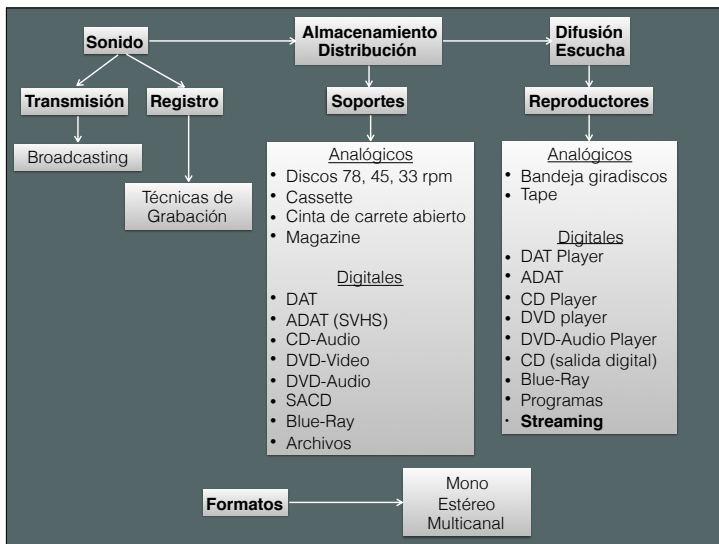 Sonido
Almacenamiento
Distribución
Difusión
Escucha
Transmisión
Registro
Soportes
Reproductores
Broadcasting
Técnicas de
Grabación
Analógicos
• Discos 78, 45, 33 rpm
• Cassette
• Cinta de carrete abierto
• Magazine
Digitales
• DAT
• ADAT (SVHS)
• CD-Audio
• DVD-Video
• DVD-Audio
• SACD
• Blue-Ray
• Archivos
Analógicos
• Bandeja giradiscos
• Tape
Digitales
• DAT Player
• ADAT
• CD Player
• DVD player
• DVD-Audio Player
• CD (salida digital)
• Blue-Ray
• Programas
• Streaming
Formatos
Mono
Estéreo
Multicanal